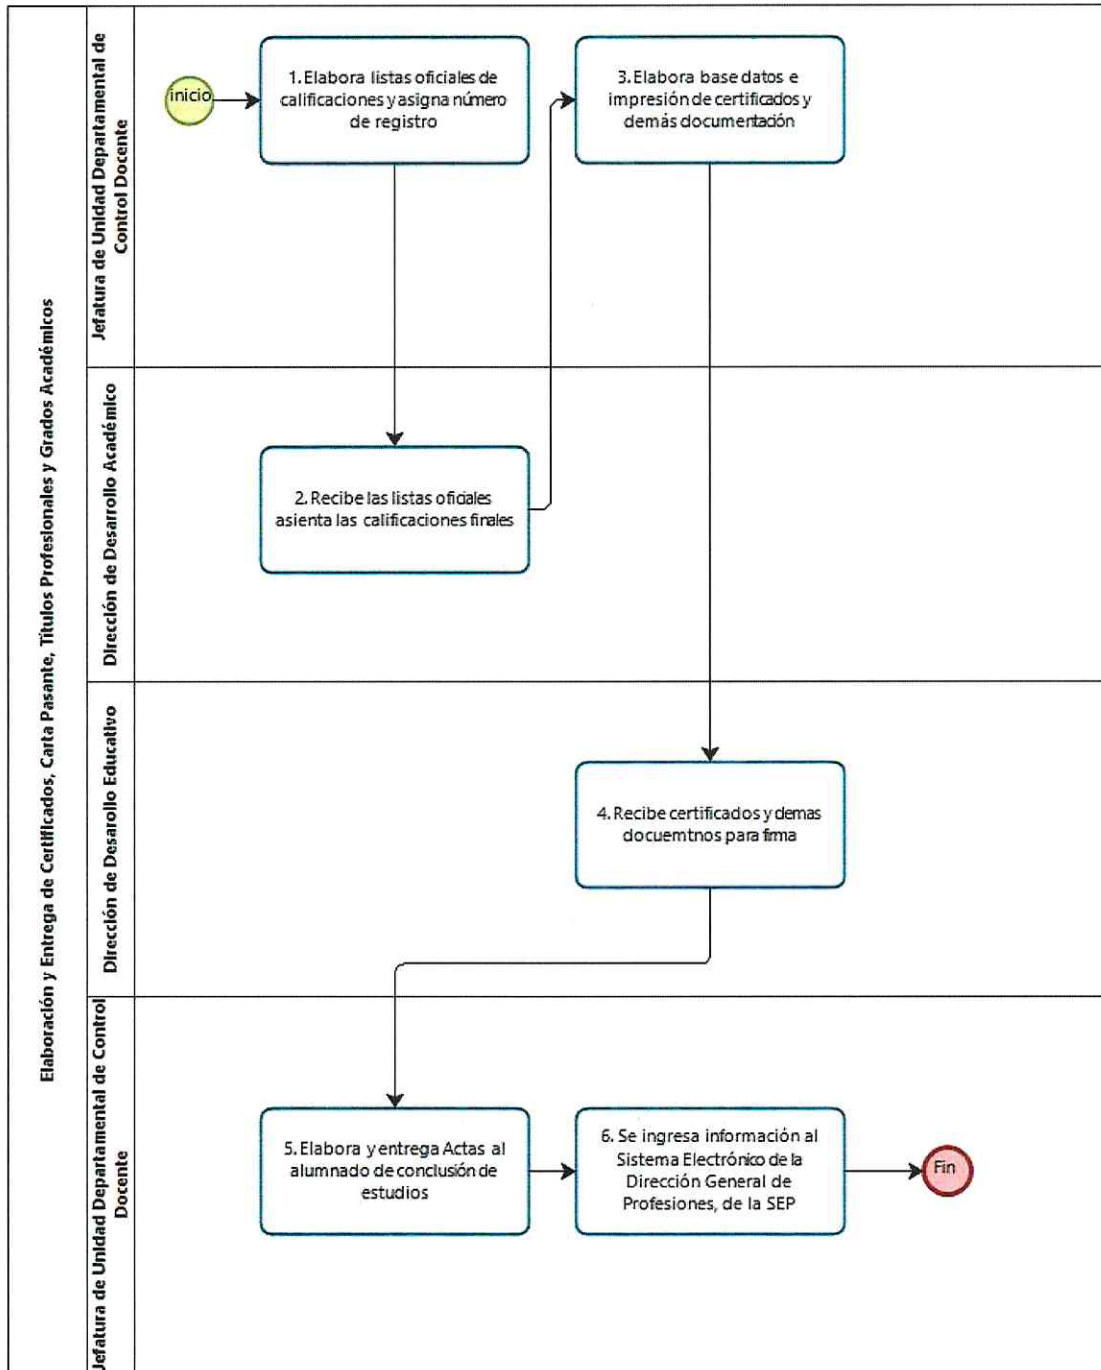 Elaboración y Entrega de Certificados, Carta Pasante, Títulos Profesionales y Grados Académicos
Jefatura de Unidad Departamental de
Control Docente
inicio
1. Elabora listas oficiales de
calificaciones y asigna número
de registro
3. Elabora base datos e
impresión de certificados y
demás documentación
Dirección de Desarrollo Académico
2. Recibe las listas oficiales
asienta las calificaciones finales
Dirección de Desarollo Educativo
4. Recibe certificados y demas
docuemtnos para firma
Jefatura de Unidad Departamental de Control
Docente
5. Elabora y entrega Actas al
alumnado de conclusión de
estudios
6. Se ingresa información al
Sistema Electrónico de la
Dirección General de
Profesiones, de la SEP
Fin